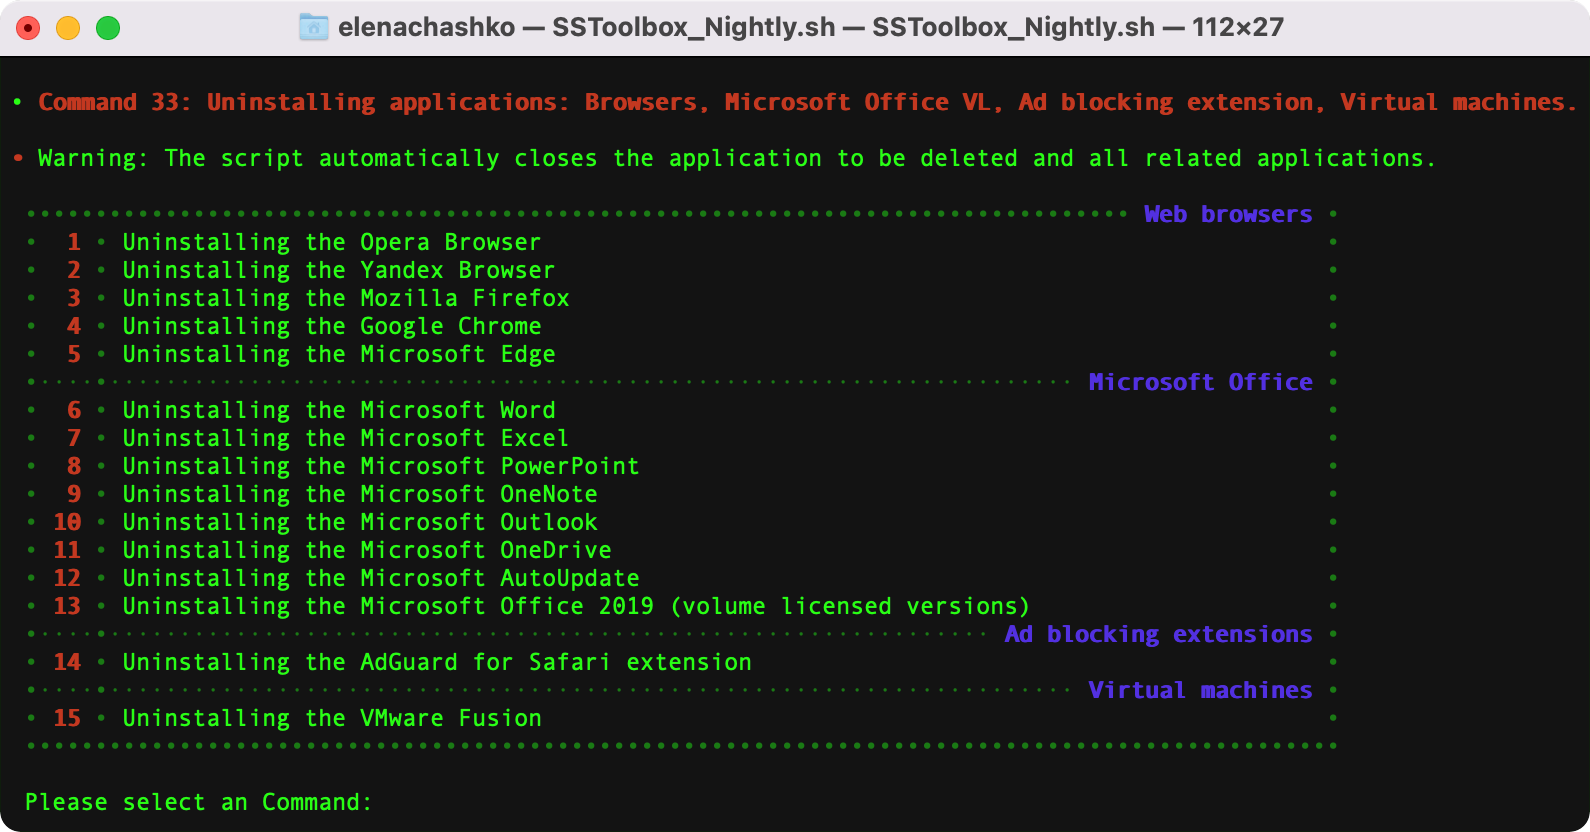 elenachashko — SSToolbox_Nightly.sh — SSToolbox_Nightly.sh — 112×27
• Command 33: Uninstalling applications: Browsers, Microsoft Office VL, Ad blocking extension, Virtual machines.
• Warning: The script automatically closes the application to be deleted and all related applications.
Web browsers
1 • Uninstalling the Opera Browser
2 • Uninstalling the Yandex Browser
3 • Uninstalling the Mozilla Firefox
4 • Uninstalling the Google Chrome
5 • Uninstalling the Microsoft Edge
Microsoft Office
6 • Uninstalling the Microsoft Word
7 • Uninstalling the Microsoft Excel
8 • Uninstalling the Microsoft PowerPoint
9 • Uninstalling the Microsoft OneNote
10 • Uninstalling the Microsoft Outlook
11 • Uninstalling the Microsoft OneDrive
12 • Uninstalling the Microsoft AutoUpdate
13 • Uninstalling the Microsoft Office 2019 (volume licensed versions)
Ad blocking extensions
14 • Uninstalling the AdGuard for Safari extension
Virtual machines
15 • Uninstalling the VMware Fusion
Please select an Command: